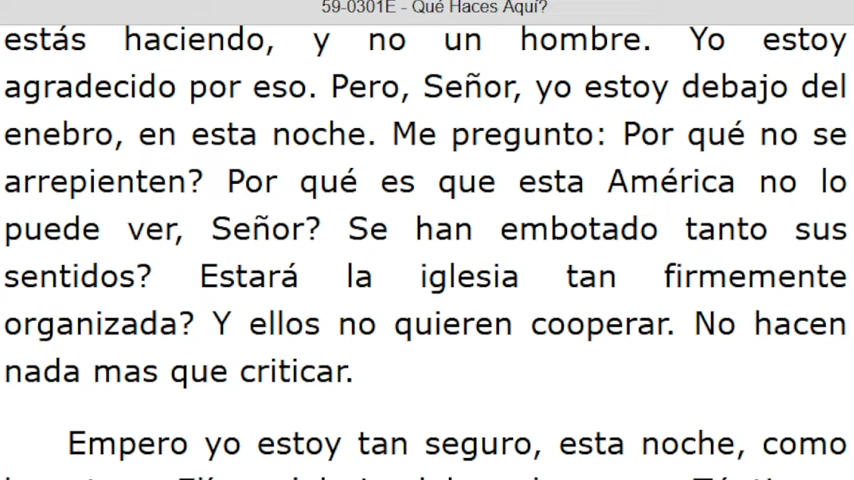 59-0301E - Qué Haces Aquí?
estás haciendo, y no un hombre. Yo estoy
agradecido por eso. Pero, Señor, yo estoy debajo del
enebro, en esta noche. Me pregunto: Por qué no se
arrepienten? Por qué es que esta América no lo
puede ver, Señor? Se han embotado tanto sus
sentidos? Estará la iglesia tan firmemente
organizada? Y ellos no quieren cooperar. No hacen
nada mas que criticar.
Empero yo estoy tan seguro, esta noche, como